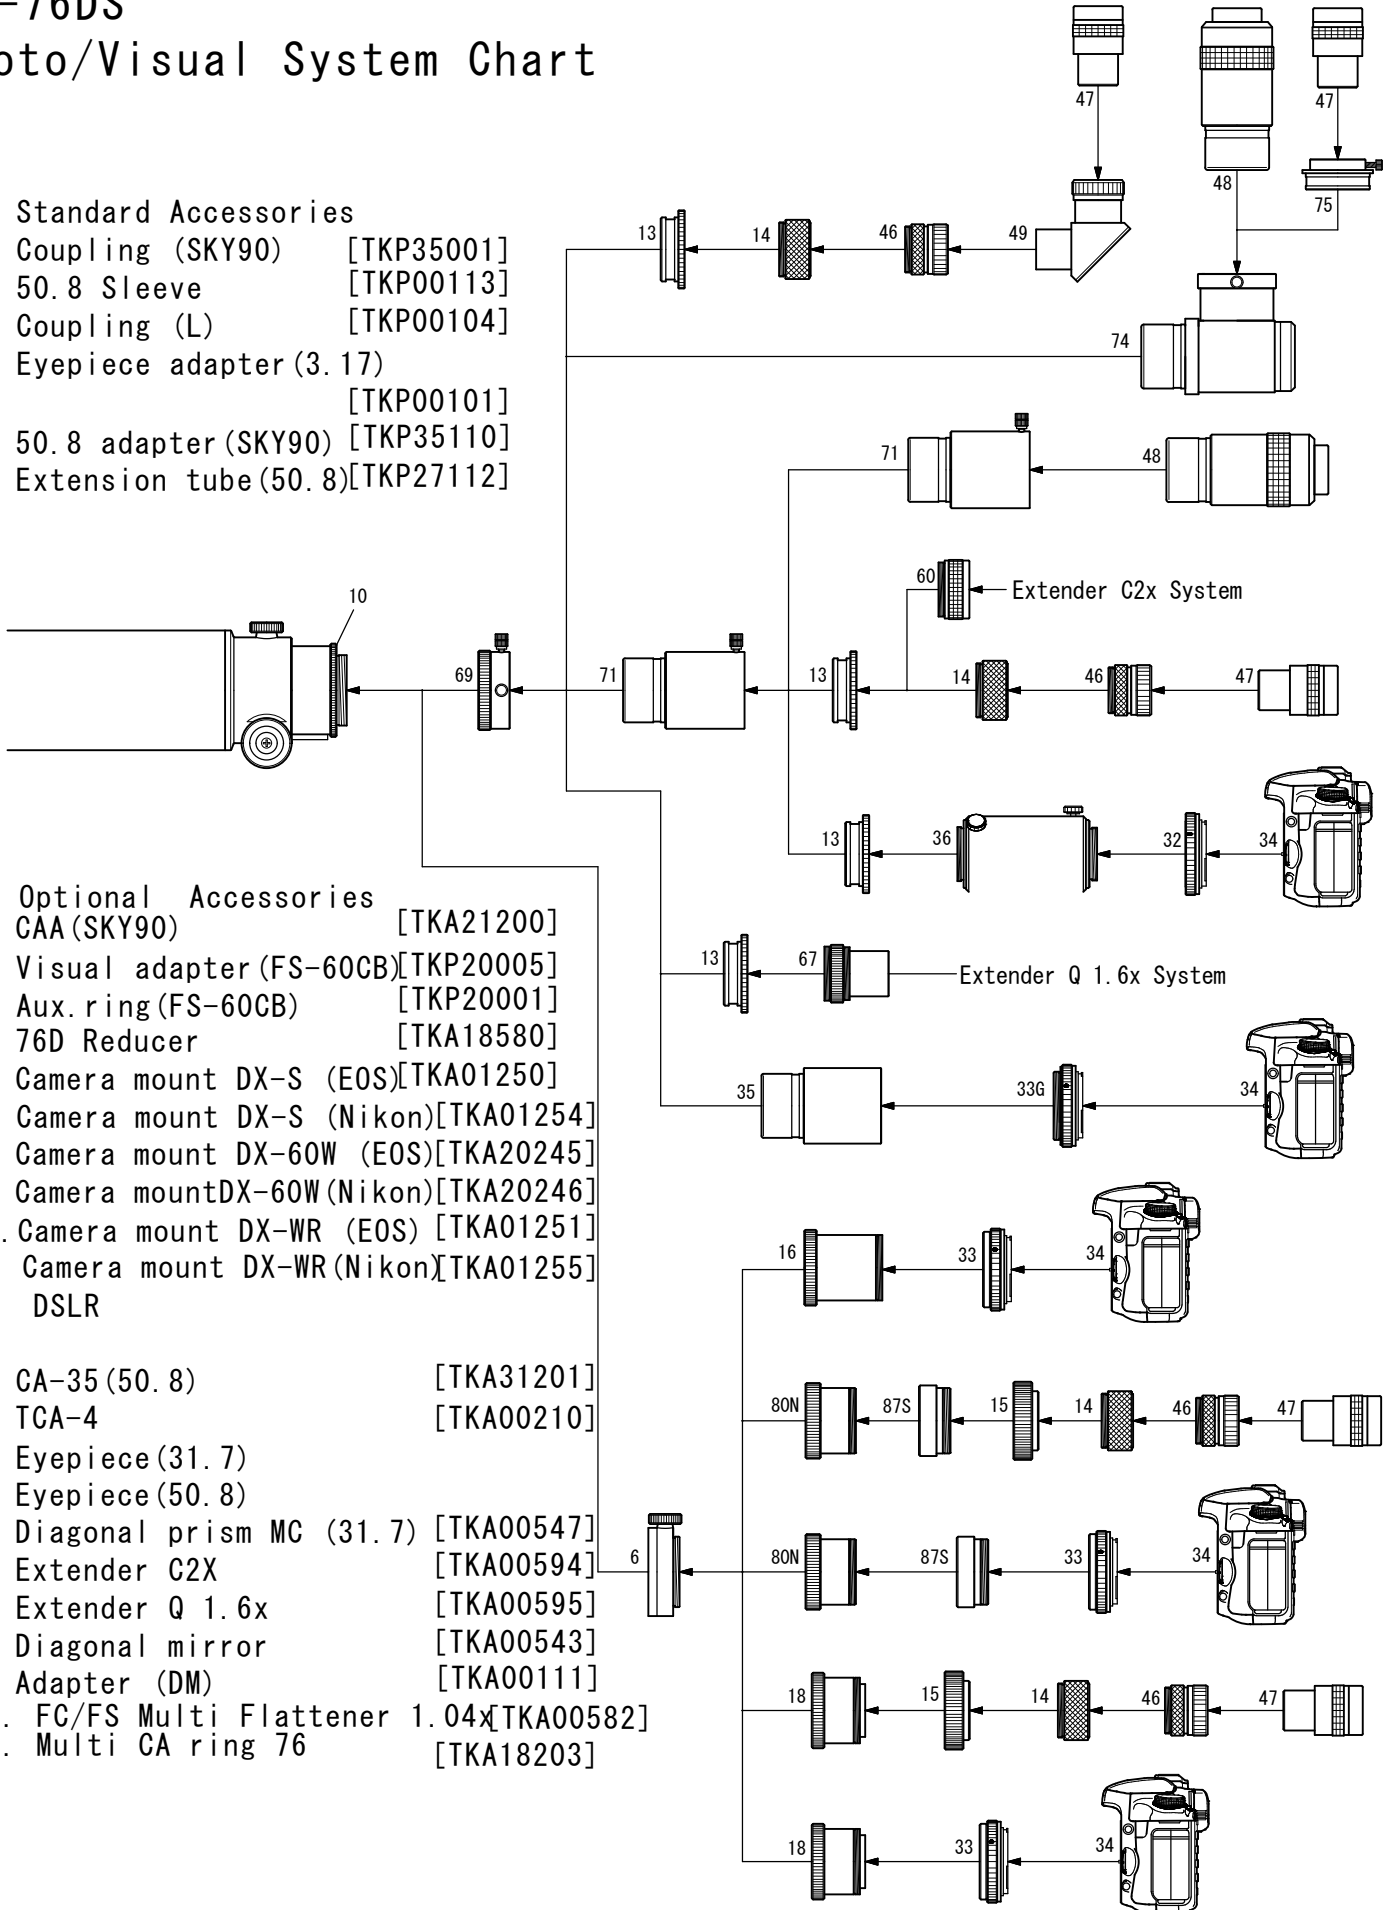 -76DS
oto/Visual System Chart
Standard Accessories
Coupling (SKY90) [TKP35001]
50.8 Sleeve [TKP00113]
Coupling (L) [TKP00104]
Eyepiece adapter(3.17)
[TKP00101]
50.8 adapter(SKY90) [TKP35110]
Extension tube(50.8)[TKP27112]
Optional Accessories
CAA(SKY90) [TKA21200]
Visual adapter(FS-60CB)[TKP20005]
Aux.ring(FS-60CB) [TKP20001]
76D Reducer [TKA18580]
Camera mount DX-S (EOS)[TKA01250]
Camera mount DX-S (Nikon)[TKA01254]
Camera mount DX-60W (EOS)[TKA20245]
Camera mountDX-60W(Nikon)[TKA20246]
.Camera mount DX-WR (EOS) [TKA01251]
Camera mount DX-WR(Nikon)[TKA01255]
DSLR
CA-35(50.8) [TKA31201]
TCA-4 [TKA00210]
Eyepiece(31.7)
Eyepiece(50.8)
Diagonal prism MC (31.7) [TKA00547]
Extender C2X [TKA00594]
Extender Q 1.6x [TKA00595]
Diagonal mirror [TKA00543]
Adapter (DM) [TKA00111]
. FC/FS Multi Flattener 1.04x[TKA00582]
. Multi CA ring 76 [TKA18203]
47 48 47
75
13 14 46 49
74
71 48
60 Extender C2x System
10
69 71 13 14 46 47
13 36 32 34
13 67 Extender Q 1.6x System
35 33G 34
16 33 34
80N 87S 15 14 46 47
6 80N 87S 33 34
18 15 14 46 47
18 33 34